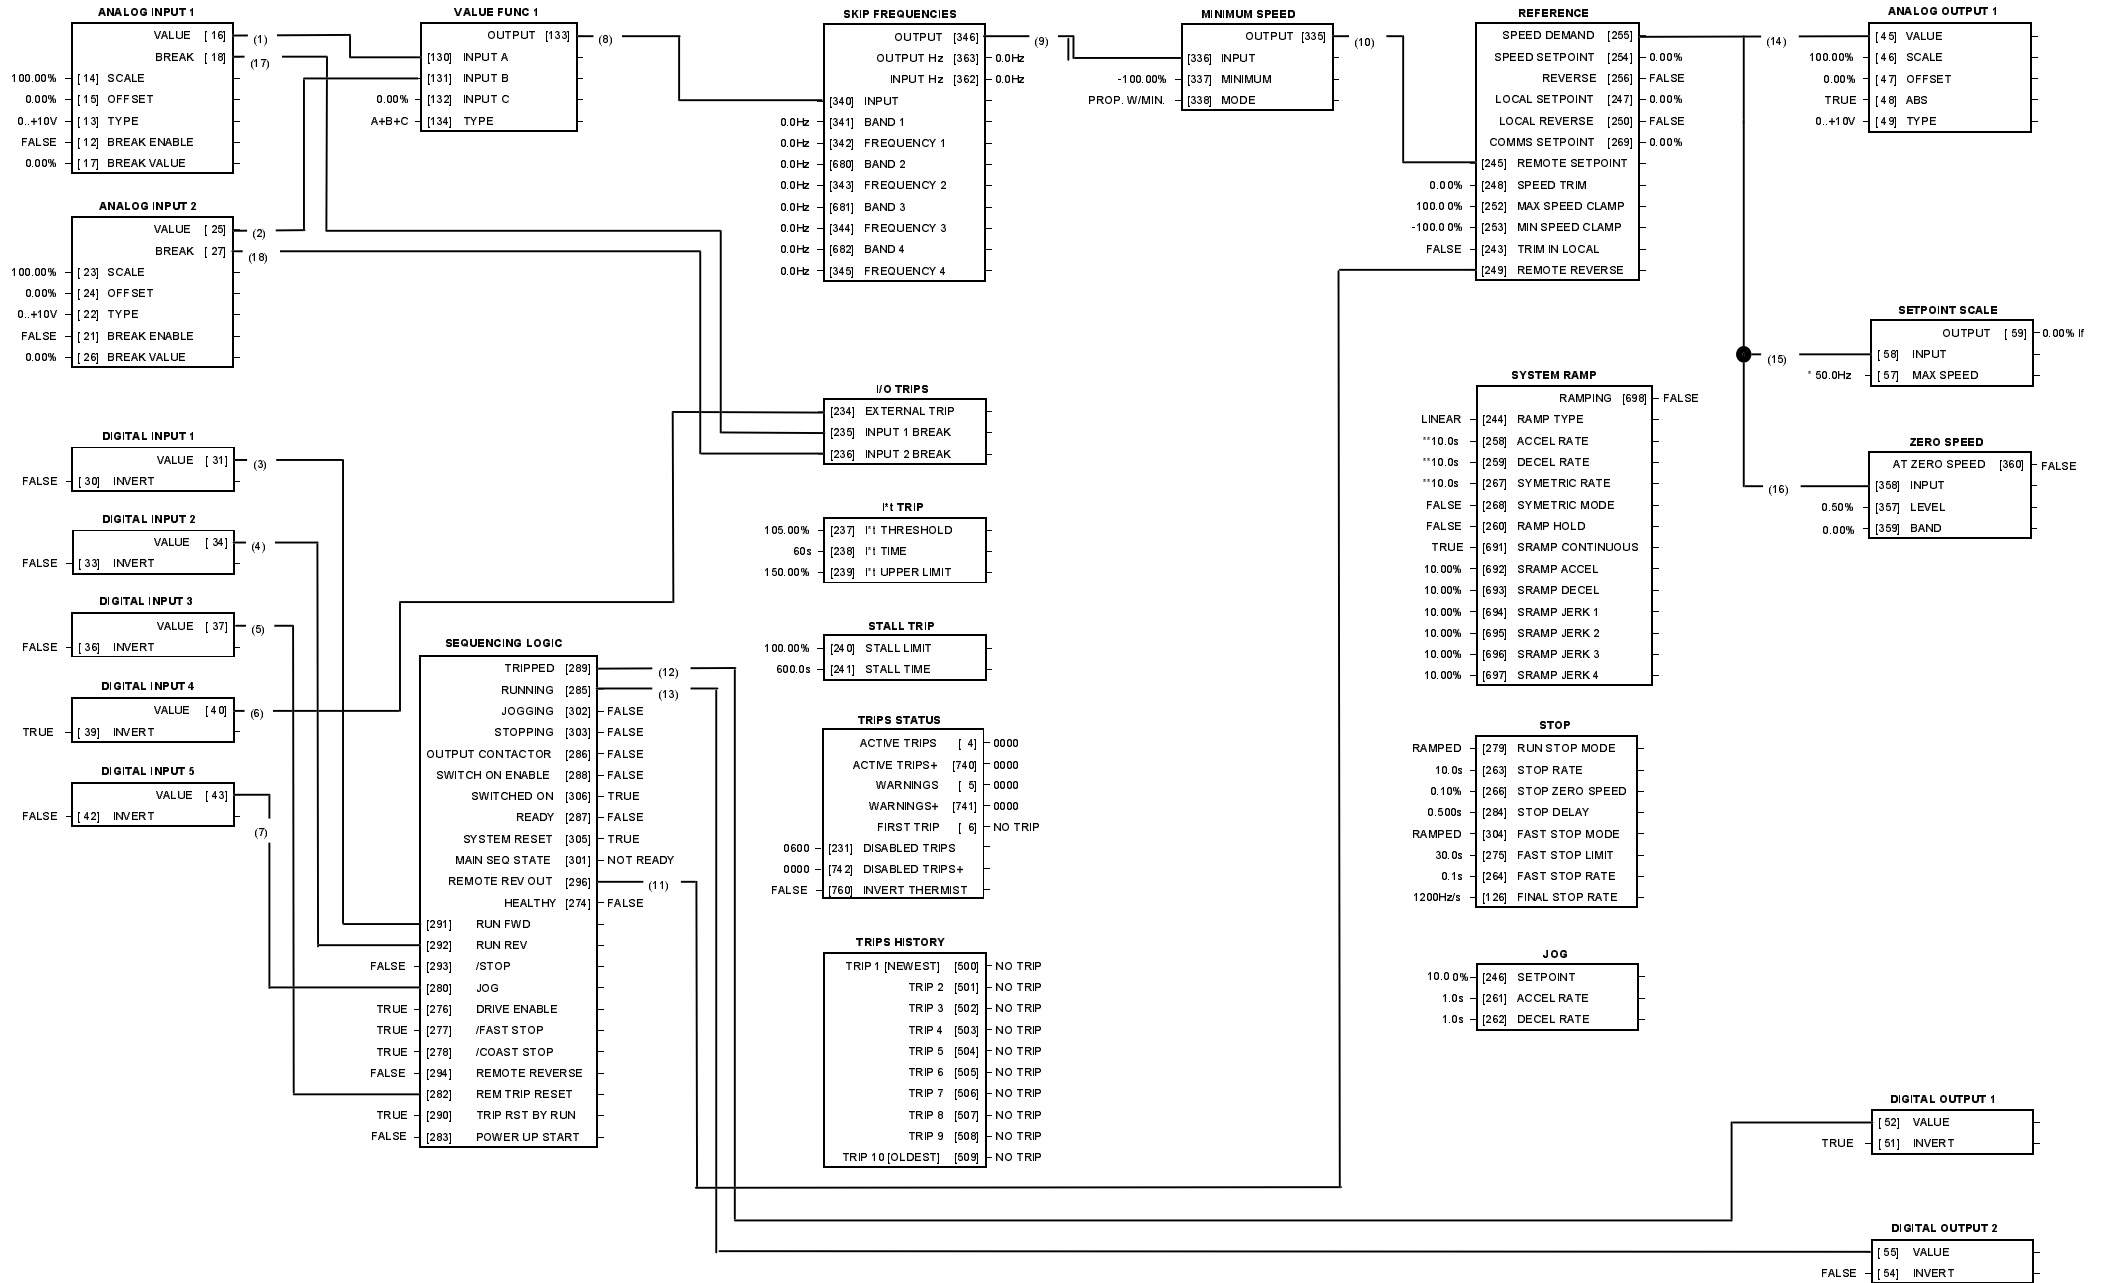 ANALOG INPUT 1
VALUE [ 16] (1)
BREAK [ 18] (17)
100.00% [ 14] SCALE
0.00% [ 15] OFFSET
0..+10V [ 13] TYPE
FALSE [ 12] BREAK ENABLE
0.00% [ 17] BREAK VALUE
ANALOG INPUT 2
VALUE [ 25] (2)
BREAK [ 27] (18)
100.00% [ 23] SCALE
0.00% [ 24] OFFSET
0..+10V [ 22] TYPE
FALSE [ 21] BREAK ENABLE
0.00% [ 26] BREAK VALUE
DIGITAL INPUT 1
VALUE [ 31] (3)
FALSE [ 30] INVERT
DIGITAL INPUT 2
VALUE [ 34] (4)
FALSE [ 33] INVERT
DIGITAL INPUT 3
VALUE [ 37] (5)
FALSE [ 36] INVERT
DIGITAL INPUT 4
VALUE [ 40] (6)
TRUE [ 39] INVERT
DIGITAL INPUT 5
VALUE [ 43]
FALSE [ 42] INVERT
(7)
VALUE FUNC 1
OUTPUT [133] (8)
[130] INPUT A
[131] INPUT B
0.00% [132] INPUT C
A+B+C [134] TYPE
SEQUENCING LOGIC
TRIPPED [289] (12)
RUNNING [285] (13)
JOGGING [302] FALSE
STOPPING [303] FALSE
OUTPUT CONTACTOR [286] FALSE
SWITCH ON ENABLE [288] FALSE
SWITCHED ON [306] TRUE
READY [287] FALSE
SYSTEM RESET [305] TRUE
MAIN SEQ STATE [301] NOT READY
REMOTE REV OUT [296] (11)
HEALTHY [274] FALSE
[291] RUN FWD
[292] RUN REV
FALSE [293] /STOP
[280] JOG
TRUE [276] DRIVE ENABLE
TRUE [277] /FAST STOP
TRUE [278] /COAST STOP
FALSE [294] REMOTE REVERSE
[282] REM TRIP RESET
TRUE [290] TRIP RST BY RUN
FALSE [283] POWER UP START
SKIP FREQUENCIES
OUTPUT [346] (9)
OUTPUT Hz [363] 0.0Hz
INPUT Hz [362] 0.0Hz
[340] INPUT
0.0Hz [341] BAND 1
0.0Hz [342] FREQUENCY 1
0.0Hz [680] BAND 2
0.0Hz [343] FREQUENCY 2
0.0Hz [681] BAND 3
0.0Hz [344] FREQUENCY 3
0.0Hz [682] BAND 4
0.0Hz [345] FREQUENCY 4
I/O TRIPS
[234] EXTERNAL TRIP
[235] INPUT 1 BREAK
[236] INPUT 2 BREAK
I*t TRIP
105.00% [237] I*t THRESHOLD
60s [238] I*t TIME
150.00% [239] I*t UPPER LIMIT
STALL TRIP
100.00% [240] STALL LIMIT
600.0s [241] STALL TIME
TRIPS STATUS
ACTIVE TRIPS [ 4] 0000
ACTIVE TRIPS+ [740] 0000
WARNINGS [ 5] 0000
WARNINGS+ [741] 0000
FIRST TRIP [ 6] NO TRIP
0600 [231] DISABLED TRIPS
0000 [742] DISABLED TRIPS+
FALSE [760] INVERT THERMIST
TRIPS HISTORY
TRIP 1 [NEWEST] [500] NO TRIP
TRIP 2 [501] NO TRIP
TRIP 3 [502] NO TRIP
TRIP 4 [503] NO TRIP
TRIP 5 [504] NO TRIP
TRIP 6 [505] NO TRIP
TRIP 7 [506] NO TRIP
TRIP 8 [507] NO TRIP
TRIP 9 [508] NO TRIP
TRIP 10 [OLDEST] [509] NO TRIP
MINIMUM SPEED
OUTPUT [335] (10)
[336] INPUT
-100.00% [337] MINIMUM
PROP. W/MIN. [338] MODE
REFERENCE
SPEED DEMAND [255] (14)
SPEED SETPOINT [254] 0.00%
REVERSE [256] FALSE
LOCAL SETPOINT [247] 0.00%
LOCAL REVERSE [250] FALSE
COMMS SETPOINT [269] 0.00%
[245] REMOTE SETPOINT
0.00% [248] SPEED TRIM
100.00% [252] MAX SPEED CLAMP
-100.00% [253] MIN SPEED CLAMP
FALSE [243] TRIM IN LOCAL
[249] REMOTE REVERSE
SYSTEM RAMP
RAMPING [698] FALSE
LINEAR [244] RAMP TYPE
**10.0s [258] ACCEL RATE
**10.0s [259] DECEL RATE
**10.0s [267] SYMETRIC RATE
FALSE [268] SYMETRIC MODE
FALSE [260] RAMP HOLD
TRUE [691] SRAMP CONTINUOUS
10.00% [692] SRAMP ACCEL
10.00% [693] SRAMP DECEL
10.00% [694] SRAMP JERK 1
10.00% [695] SRAMP JERK 2
10.00% [696] SRAMP JERK 3
10.00% [697] SRAMP JERK 4
STOP
RAMPED [279] RUN STOP MODE
10.0s [263] STOP RATE
0.10% [266] STOP ZERO SPEED
0.500s [284] STOP DELAY
RAMPED [304] FAST STOP MODE
30.0s [275] FAST STOP LIMIT
0.1s [264] FAST STOP RATE
1200Hz/s [126] FINAL STOP RATE
JOG
10.00% [246] SETPOINT
1.0s [261] ACCEL RATE
1.0s [262] DECEL RATE
ANALOG OUTPUT 1
[ 45] VALUE
100.00% [ 46] SCALE
0.00% [ 47] OFFSET
TRUE [ 48] ABS
0..+10V [ 49] TYPE
SETPOINT SCALE
OUTPUT [ 59] 0.00% lf
(15) [ 58] INPUT
* 50.0Hz [ 57] MAX SPEED
ZERO SPEED
AT ZERO SPEED [360] FALSE
(16) [358] INPUT
0.50% [357] LEVEL
0.00% [359] BAND
DIGITAL OUTPUT 1
[ 52] VALUE
TRUE [ 51] INVERT
DIGITAL OUTPUT 2
[ 55] VALUE
FALSE [ 54] INVERT